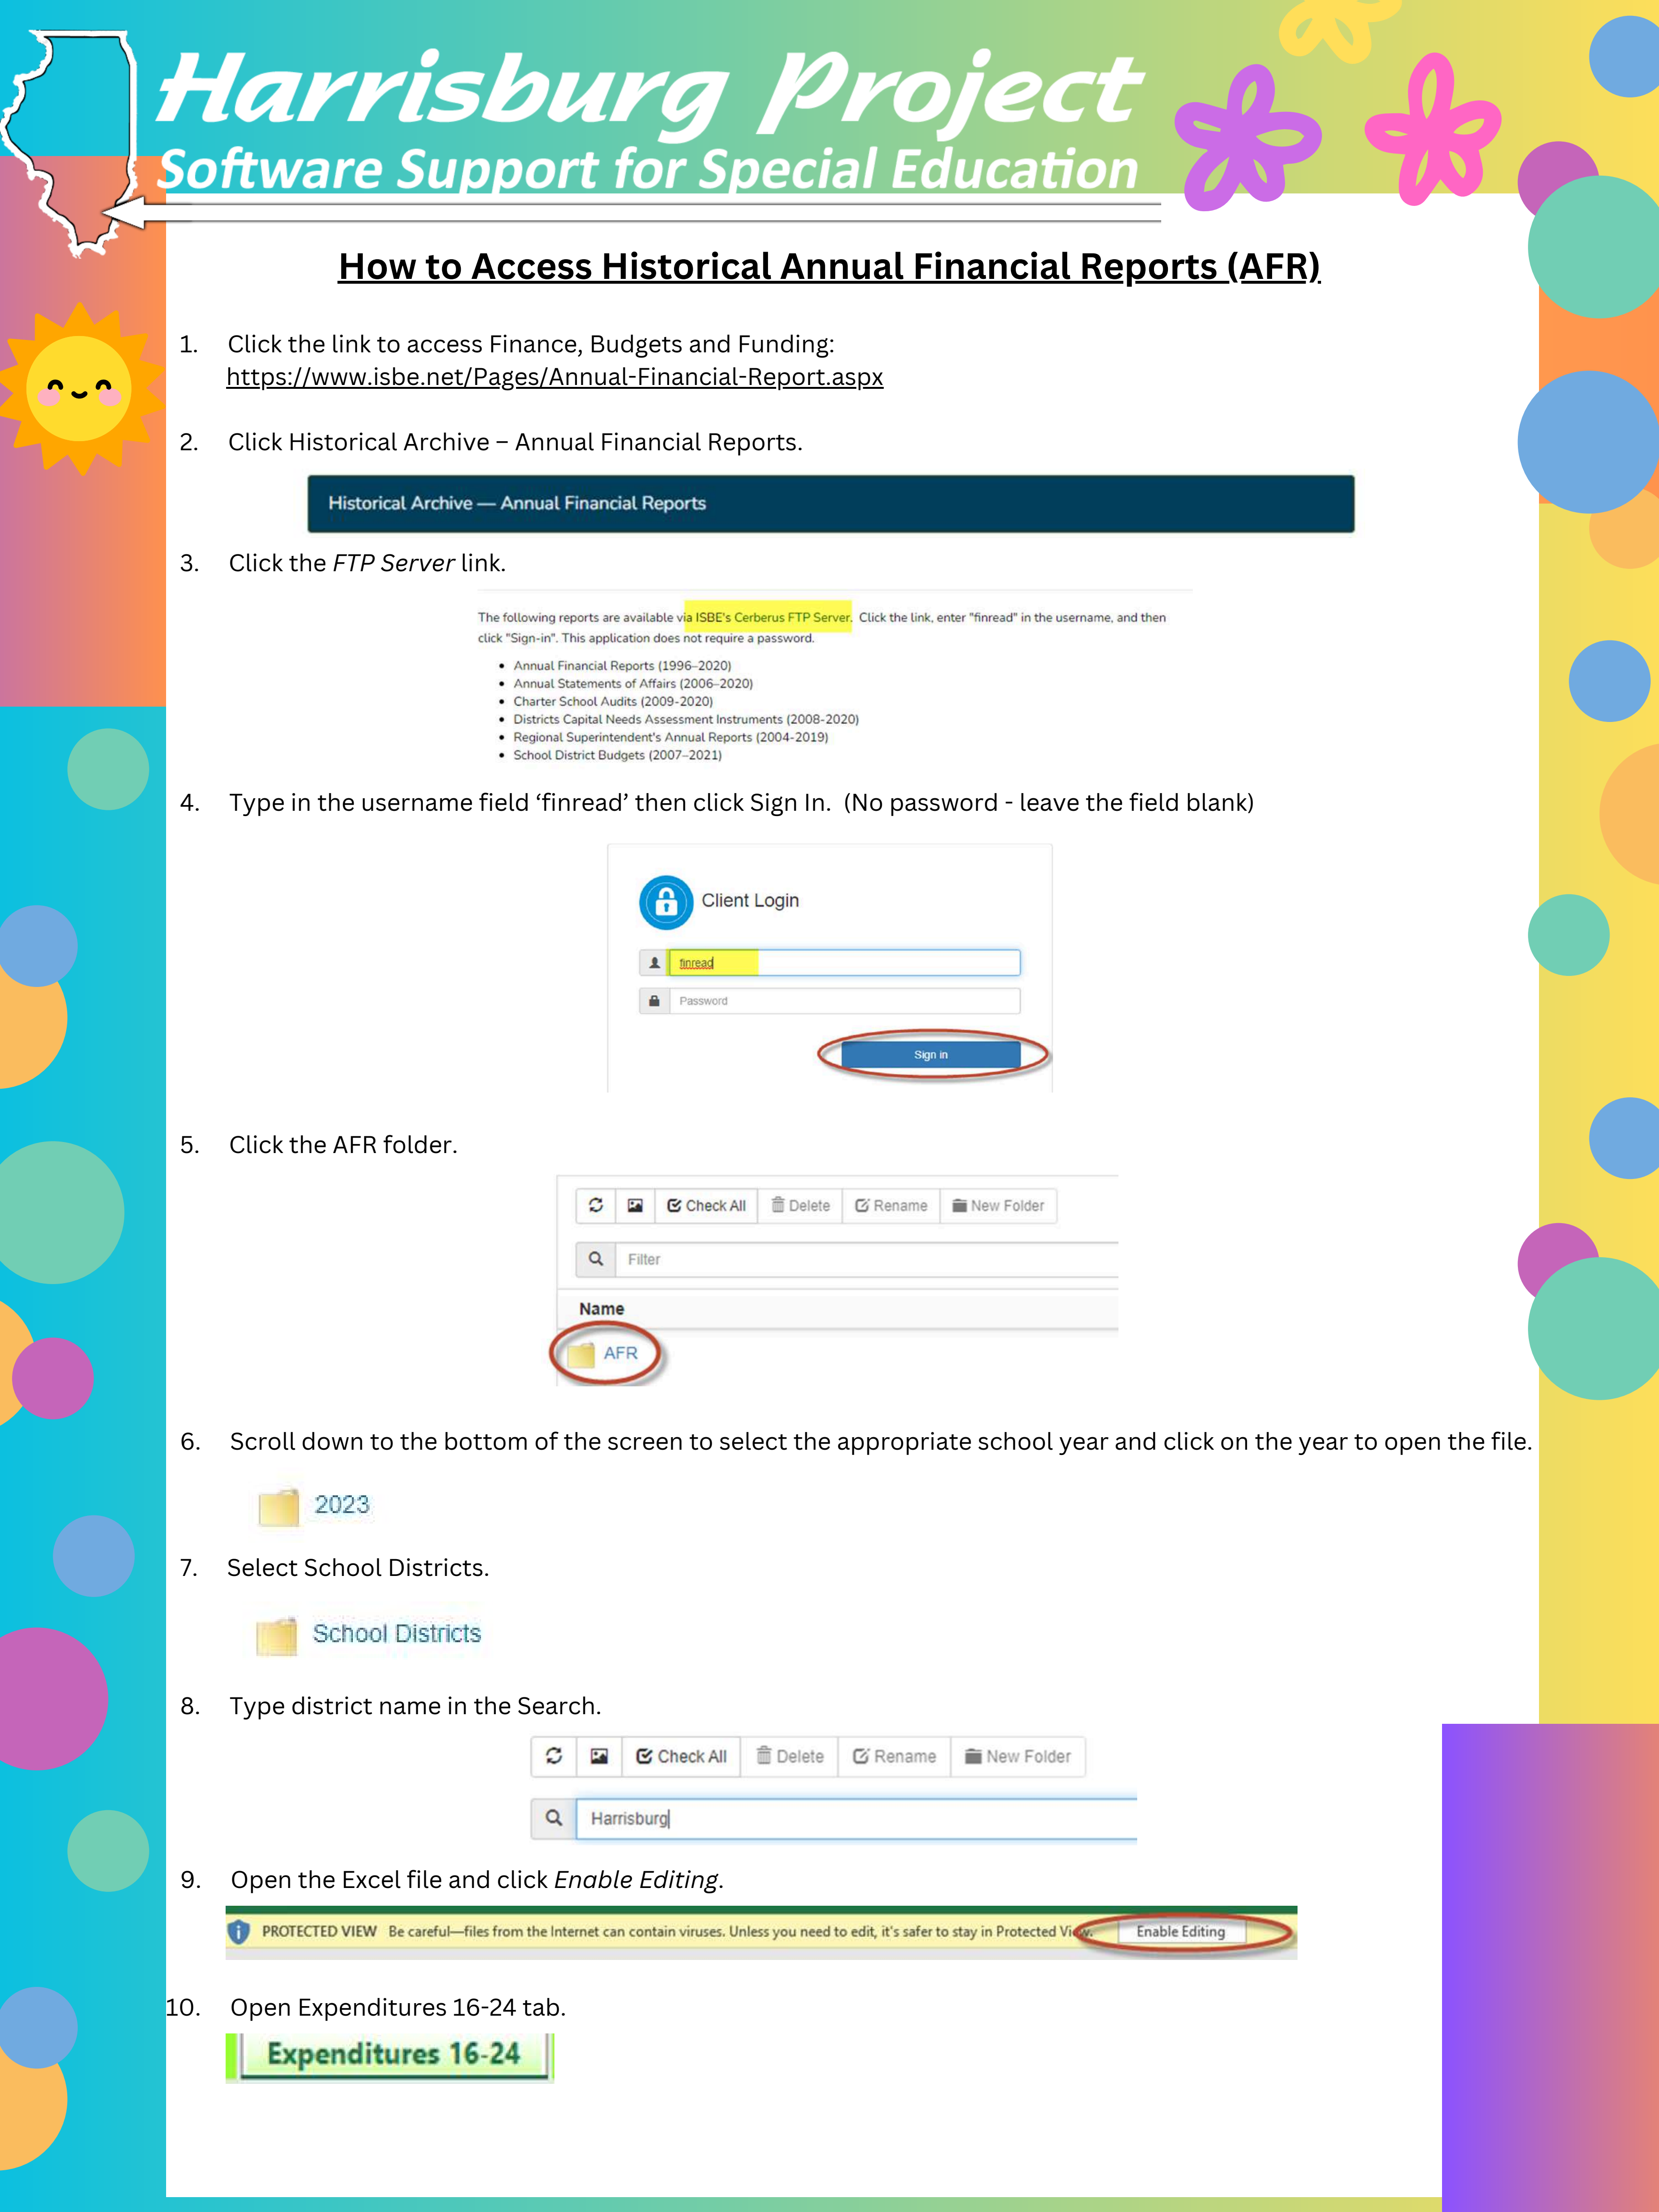 Harrisburg Project
Software Support for Special Education
How to Access Historical Annual Financial Reports (AFR)
1. Click the link to access Finance, Budgets and Funding:
https://www.isbe.net/Pages/Annual-Financial-Report.aspx
2. Click Historical Archive – Annual Financial Reports.
Historical Archive — Annual Financial Reports
3. Click the FTP Server link.
The following reports are available via ISBE's Cerberus FTP Server. Click the link, enter "finread" in the username, and then
click "Sign-in". This application does not require a password.
• Annual Financial Reports (1996–2020)
• Annual Statements of Affairs (2006–2020)
• Charter School Audits (2009-2020)
• Districts Capital Needs Assessment Instruments (2008-2020)
• Regional Superintendent's Annual Reports (2004-2019)
• School District Budgets (2007–2021)
4. Type in the username field ‘finread’ then click Sign In. (No password - leave the field blank)
Client Login
finread
Password
Sign in
5. Click the AFR folder.
Check All Delete Rename New Folder
Filter
Name
AFR
6. Scroll down to the bottom of the screen to select the appropriate school year and click on the year to open the file.
2023
7. Select School Districts.
School Districts
8. Type district name in the Search.
Check All Delete Rename New Folder
Harrisburg
9. Open the Excel file and click Enable Editing.
PROTECTED VIEW Be careful—files from the Internet can contain viruses. Unless you need to edit, it's safer to stay in Protected View. Enable Editing
10. Open Expenditures 16-24 tab.
Expenditures 16-24